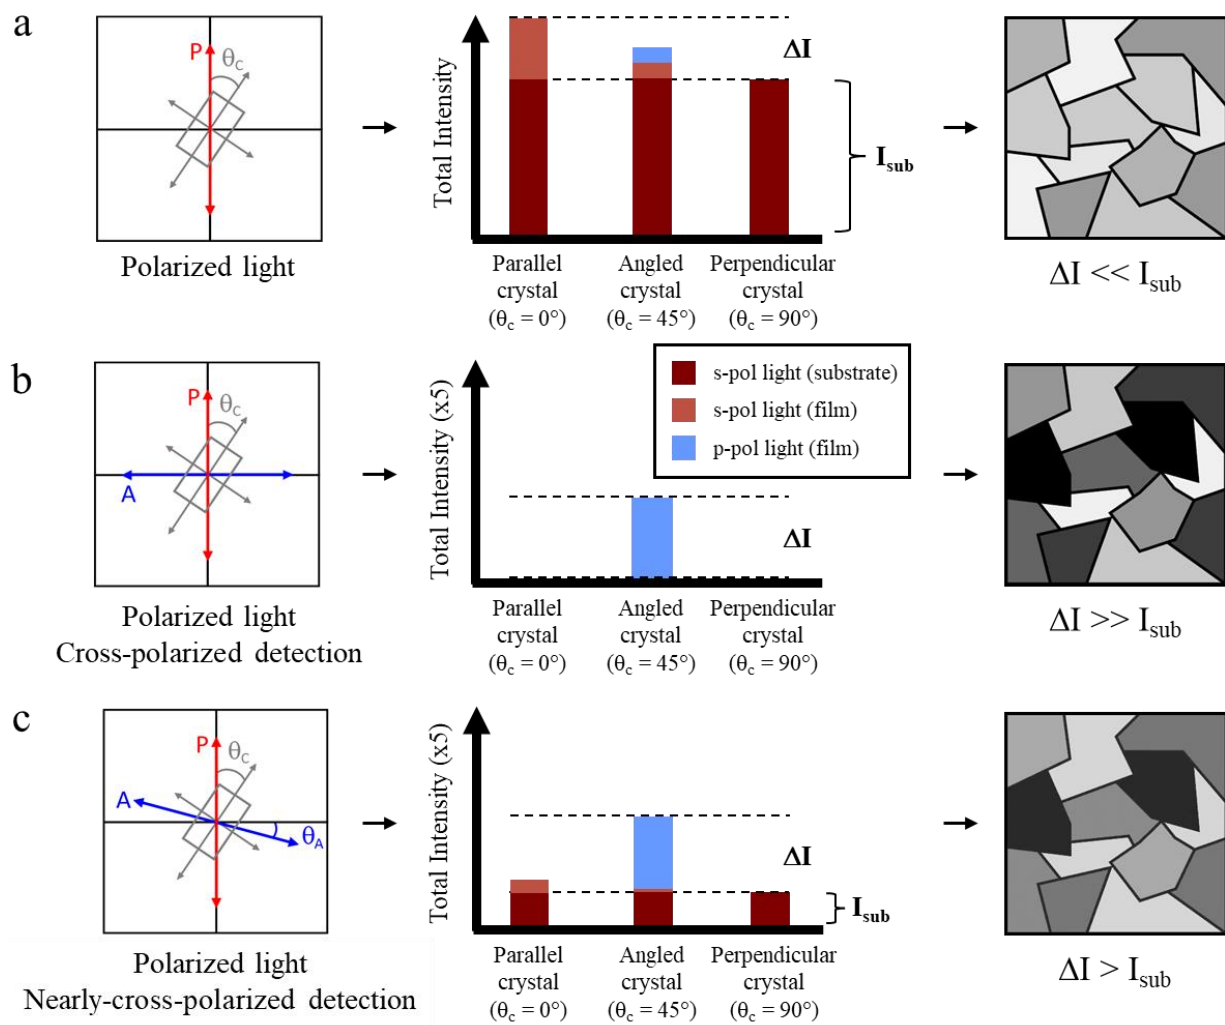 a
P
θc
Polarized light
Total Intensity
ΔI
Isub
Parallel
crystal
(θc = 0°)
Angled
crystal
(θc = 45°)
Perpendicular
crystal
(θc = 90°)
ΔI << Isub
b
P
θc
A
Polarized light
Cross-polarized detection
Total Intensity (x5)
s-pol light (substrate)
s-pol light (film)
p-pol light (film)
ΔI
Parallel
crystal
(θc = 0°)
Angled
crystal
(θc = 45°)
Perpendicular
crystal
(θc = 90°)
ΔI >> Isub
c
P
θc
A
θA
Polarized light
Nearly-cross-polarized detection
Total Intensity (x5)
ΔI
Isub
Parallel
crystal
(θc = 0°)
Angled
crystal
(θc = 45°)
Perpendicular
crystal
(θc = 90°)
ΔI > Isub